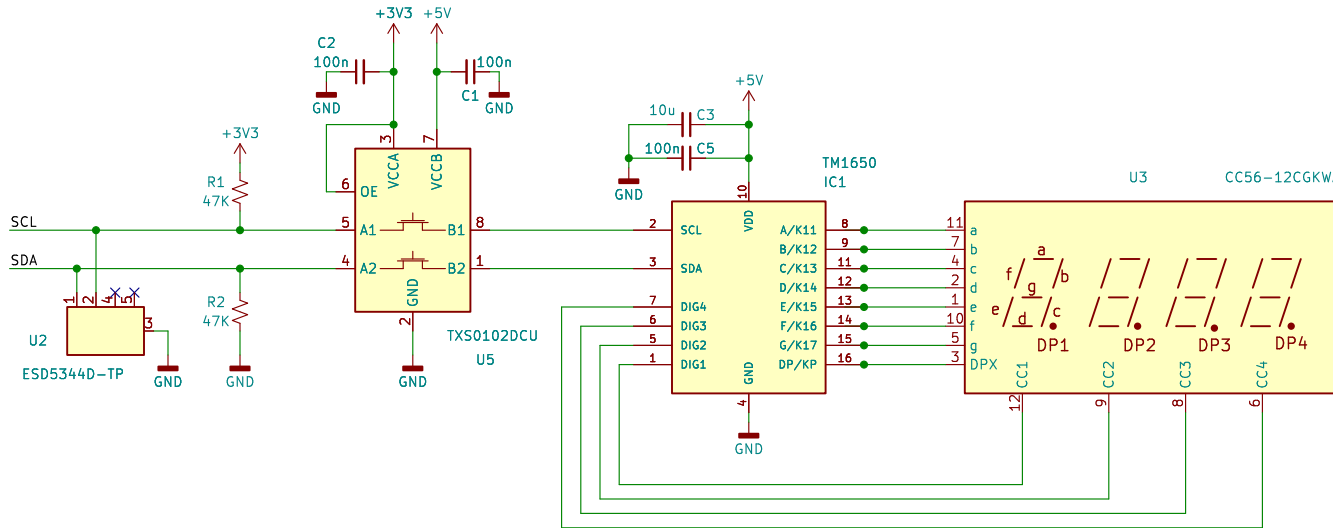 +3V3
+5V
C2
100n
GND
100n
C1
GND
+3V3
R1
47K
3
7
VCCA
VCCB
6
OE
SCL
5
A1
B1
8
SDA
4
A2
B2
1
GND
2
GND
TXS0102DCU
U5
1
2
4
5
3
U2
ESD5344D-TP
GND
R2
47K
GND
+5V
10u
C3
100n
C5
GND
TM1650
IC1
10
VDD
2
SCL
3
SDA
7
DIG4
6
DIG3
5
DIG2
1
DIG1
GND
4
GND
A/K11
8
B/K12
9
C/K13
11
D/K14
12
E/K15
13
F/K16
14
G/K17
15
DP/KP
16
U3
CC56-12CGKW
11
a
7
b
4
c
2
d
1
e
10
f
5
g
3
DPX
a
f
b
g
e
c
d
DP1
DP2
DP3
DP4
CC1
12
CC2
9
CC3
8
CC4
6